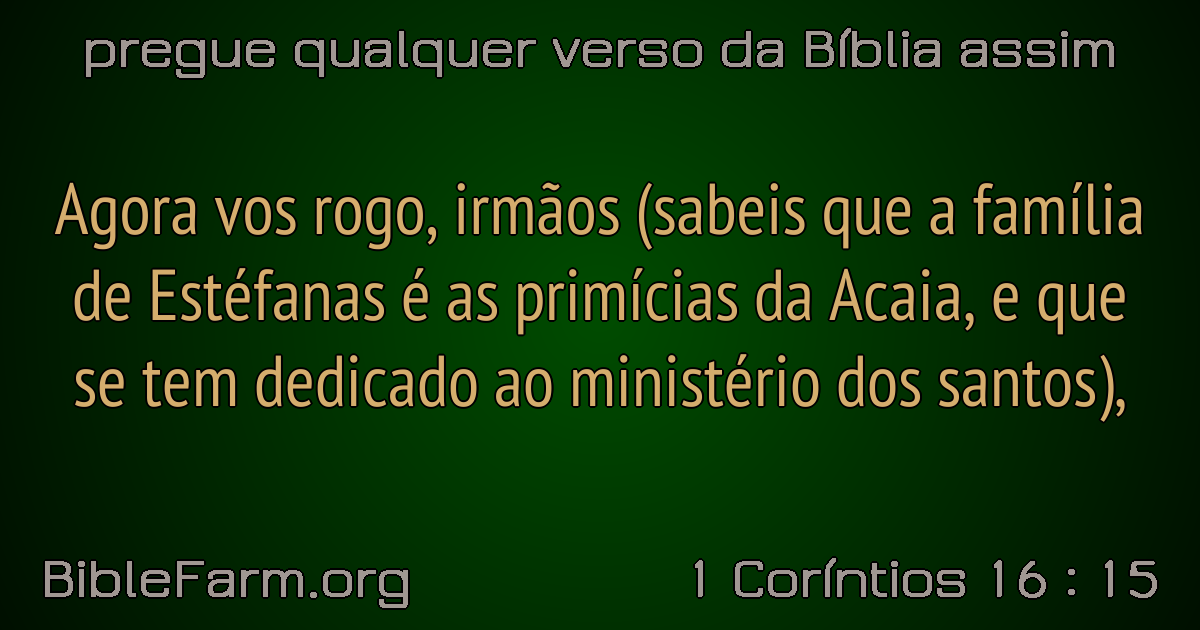 pregue qualquer verso da Bíblia assim
Agora vos rogo, irmãos (sabeis que a família
de Estéfanas é as primícias da Acaia, e que
se tem dedicado ao ministério dos santos),
BibleFarm.org
1 Coríntios 16 : 15